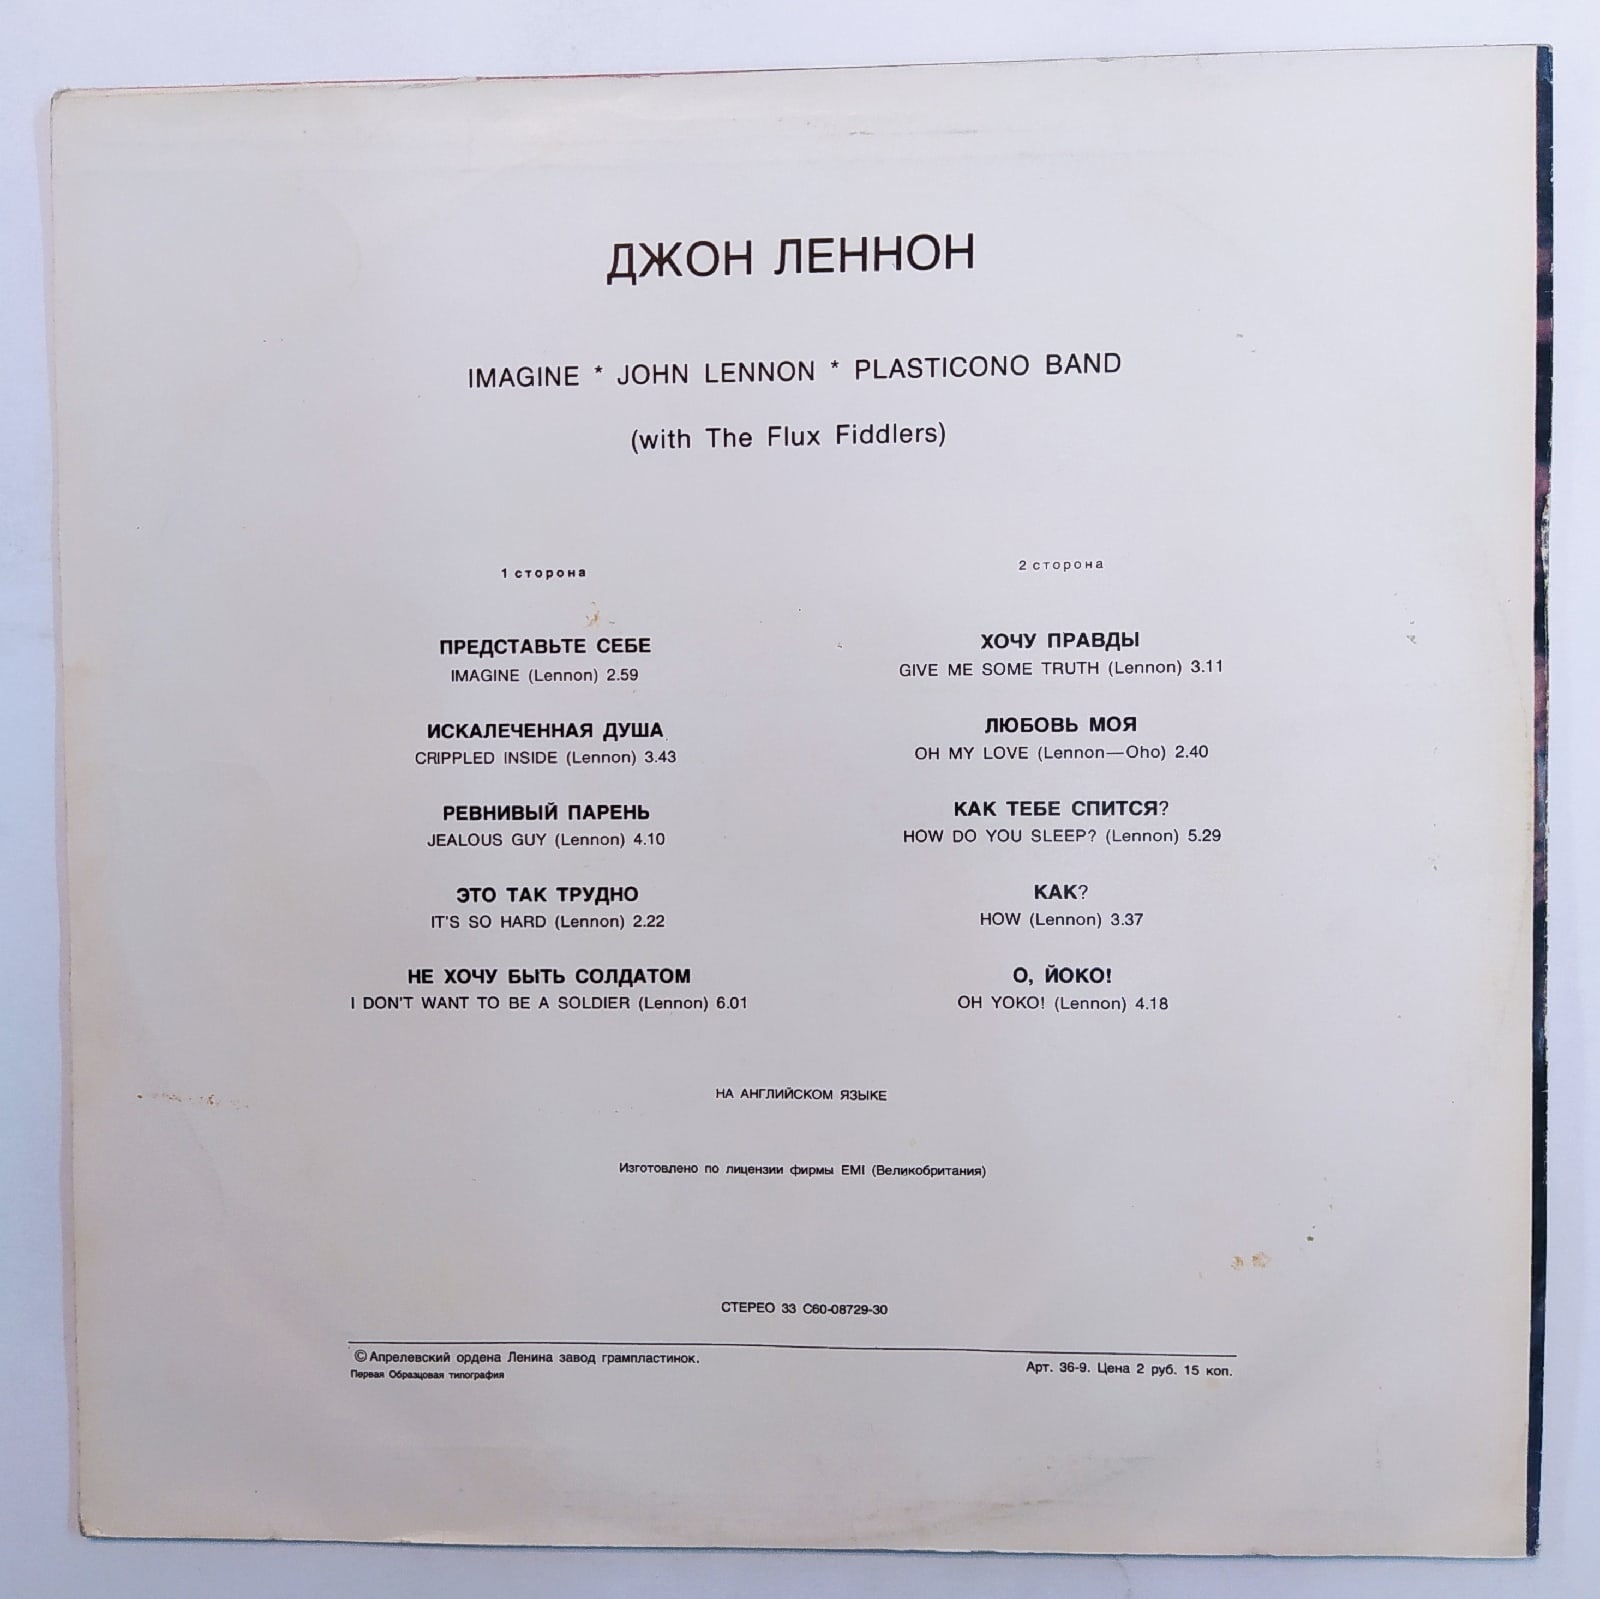 ДЖОН ЛЕННОН
IMAGINE * JOHN LENNON * PLASTICONO BAND
(with The Flux Fiddlers)
1 сторона
ПРЕДСТАВЬТЕ СЕБЕ
IMAGINE (Lennon) 2.59
ИСКАЛЕЧЕННАЯ ДУША
CRIPPLED INSIDE (Lennon) 3.43
РЕВНИВЫЙ ПАРЕНЬ
JEALOUS GUY (Lennon) 4.10
ЭТО ТАК ТРУДНО
IT'S SO HARD (Lennon) 2.22
НЕ ХОЧУ БЫТЬ СОЛДАТОМ
I DON'T WANT TO BE A SOLDIER (Lennon) 6.01
2 сторона
ХОЧУ ПРАВДЫ
GIVE ME SOME TRUTH (Lennon) 3.11
ЛЮБОВЬ МОЯ
OH MY LOVE (Lennon—Oho) 2.40
КАК ТЕБЕ СПИТСЯ?
HOW DO YOU SLEEP? (Lennon) 5.29
КАК?
HOW (Lennon) 3.37
О, ЙОКО!
OH YOKO! (Lennon) 4.18
НА АНГЛИЙСКОМ ЯЗЫКЕ
Изготовлено по лицензии фирмы EMI (Великобритания)
СТЕРЕО 33 С60-08729-30
© Апрелевский ордена Ленина завод грампластинок.
Первая Образцовая типография
Арт. 36-9. Цена 2 руб. 15 коп.